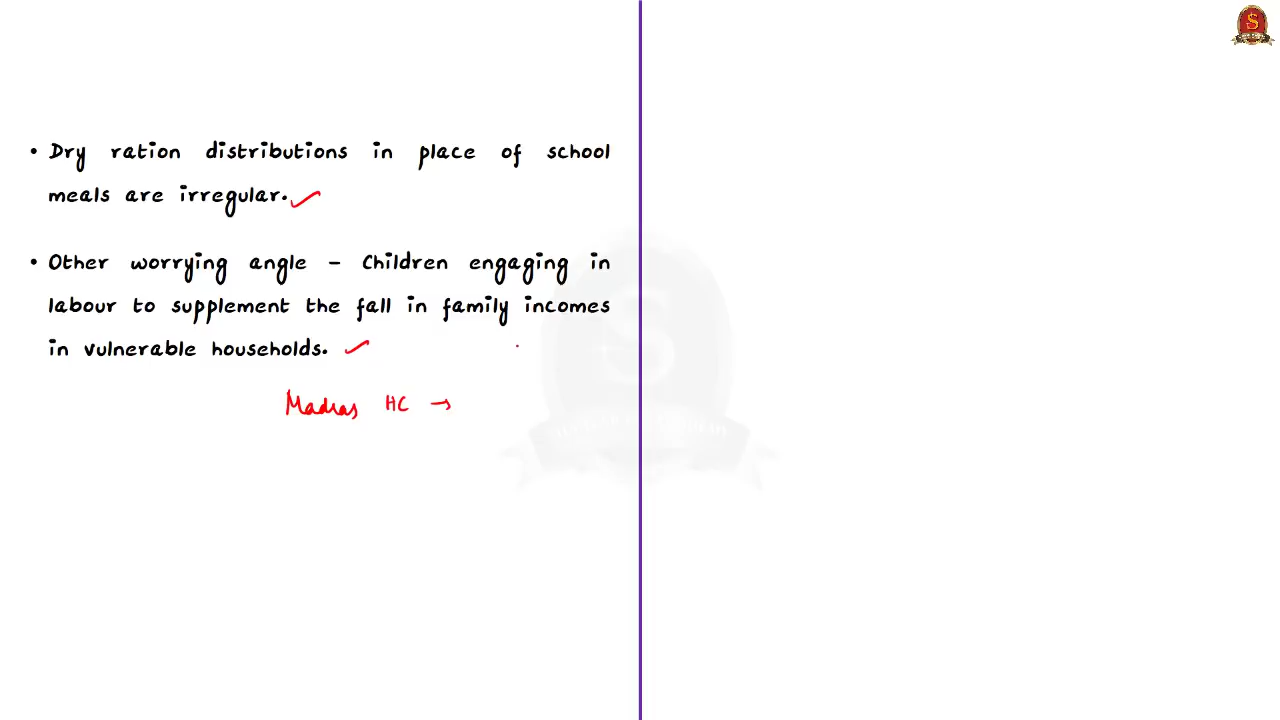 • Dry ration distributions in place of school
meals are irregular.
• Other worrying angle – Children engaging in
labour to supplement the fall in family incomes
in vulnerable households.
Madras HC →
S